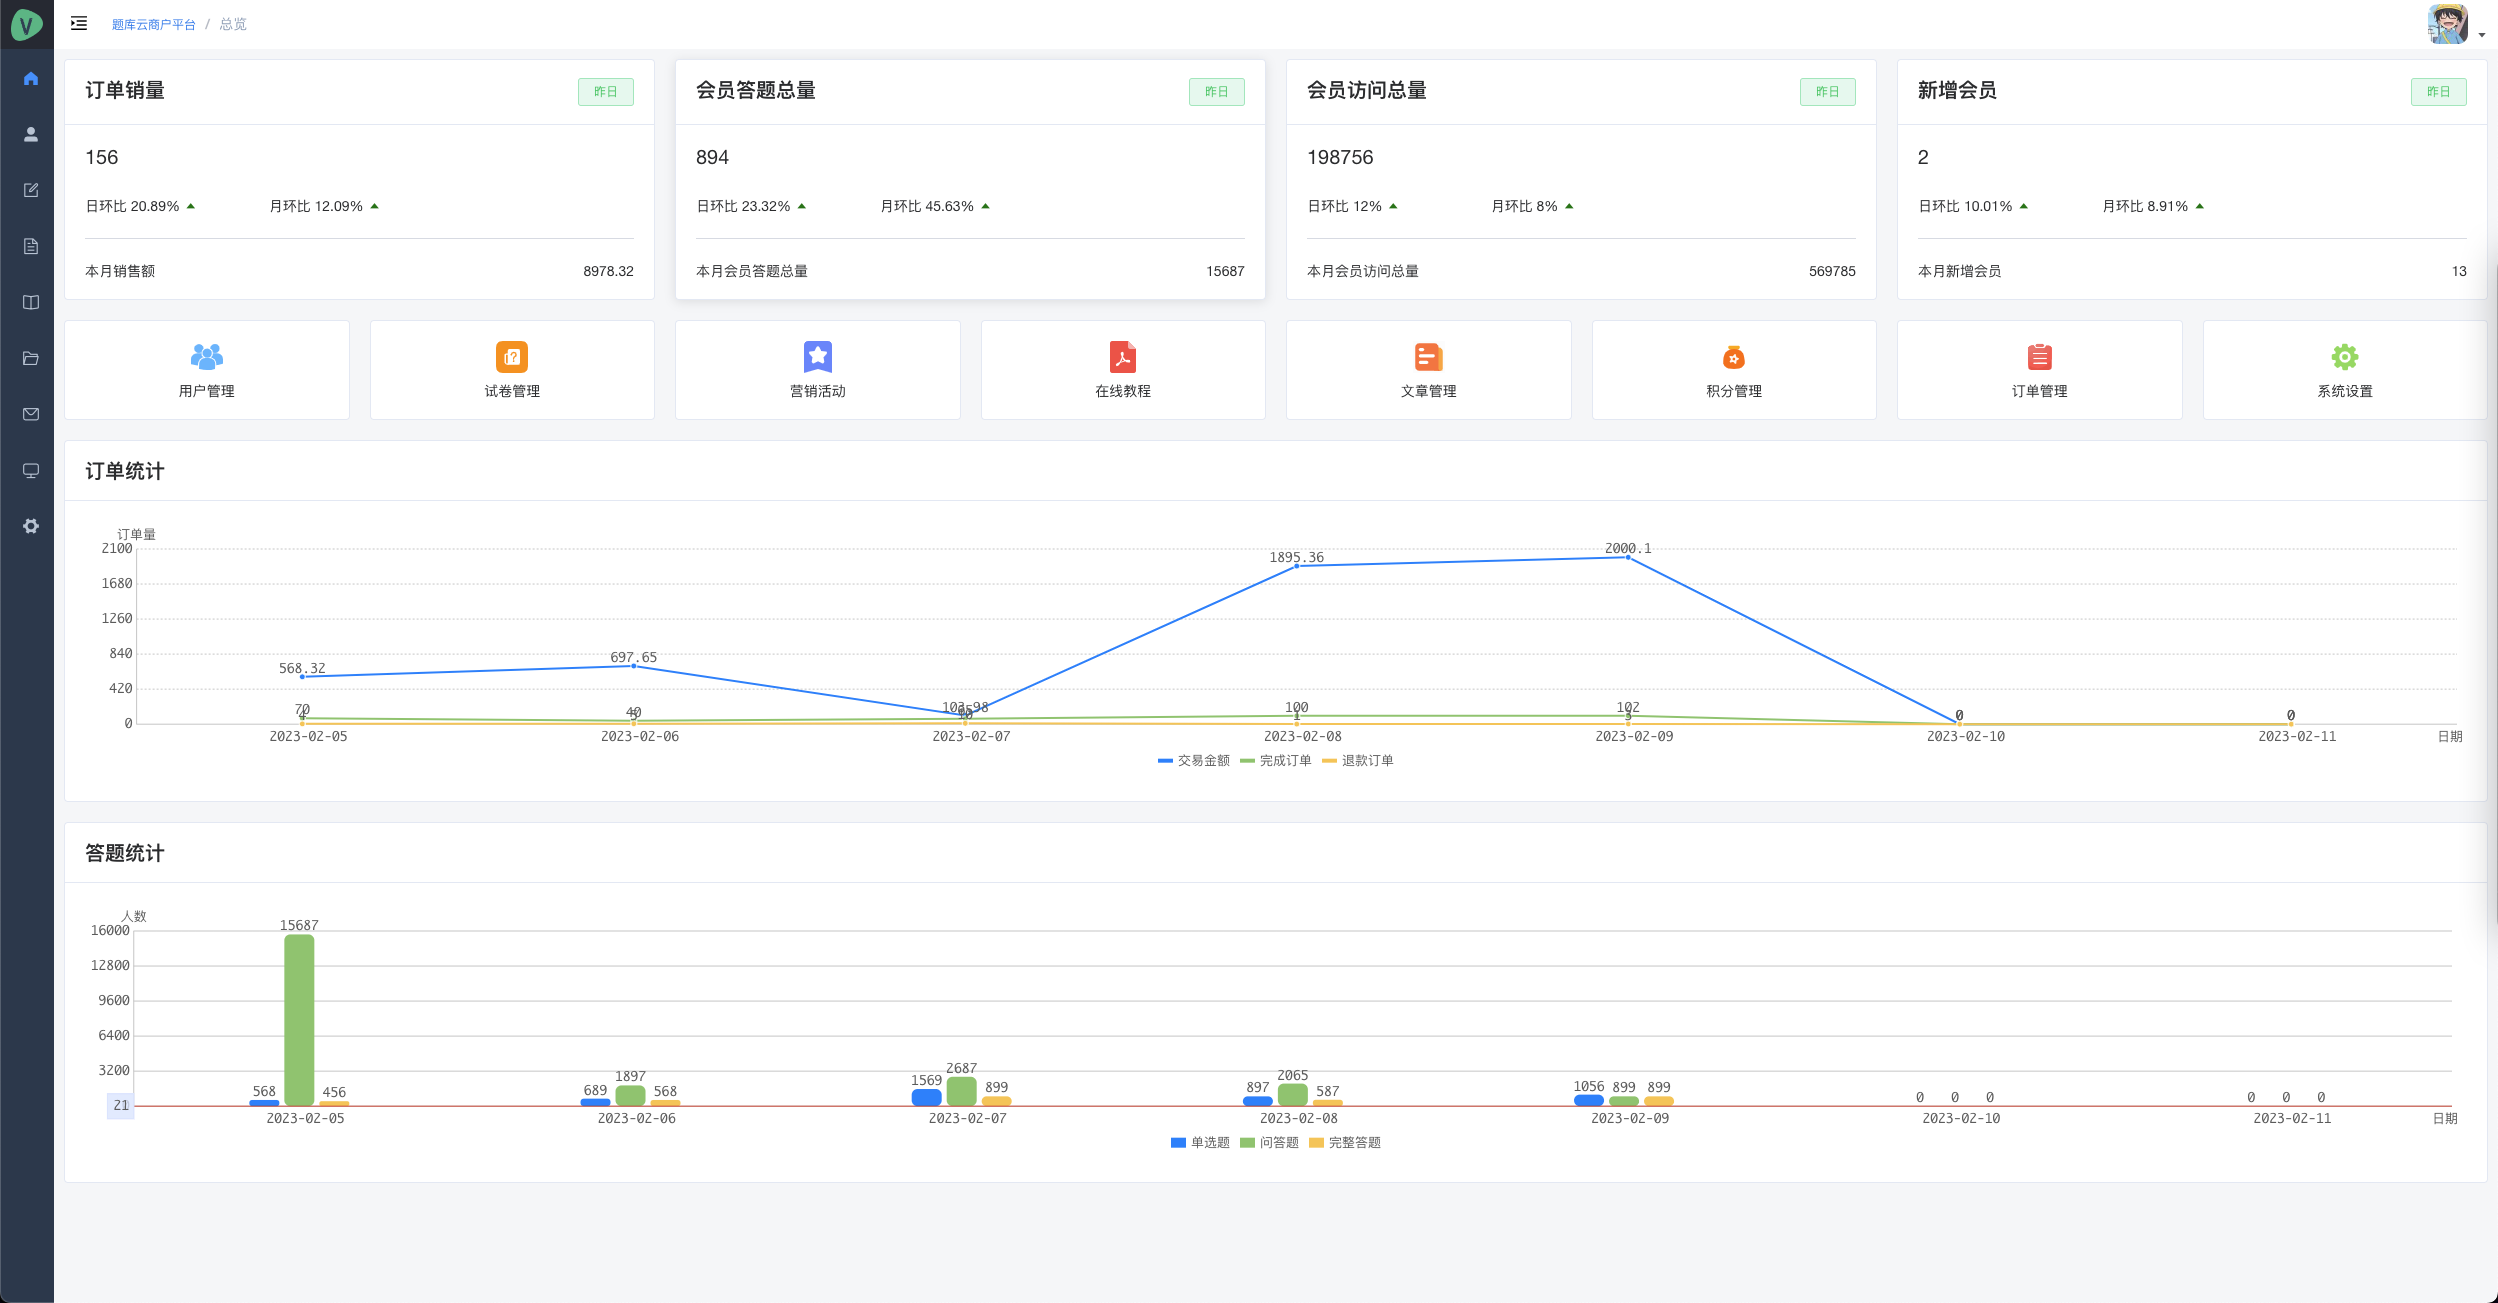 题库云商户平台 / 总览
订单销量 昨日
156
日环比 20.89% 月环比 12.09%
本月销售额 8978.32
会员答题总量 昨日
894
日环比 23.32% 月环比 45.63%
本月会员答题总量 15687
会员访问总量 昨日
198756
日环比 12% 月环比 8%
本月会员访问总量 569785
新增会员 昨日
2
日环比 10.01% 月环比 8.91%
本月新增会员 13
用户管理 试卷管理 营销活动 在线教程 文章管理 积分管理 订单管理 系统设置
订单统计
订单量
2100
1680
1260
840
420
0
568.32 697.65 103.98 1895.36 2000.1 0 0
70 40 100 102
4 5 10 1 3
2023-02-05 2023-02-06 2023-02-07 2023-02-08 2023-02-09 2023-02-10 2023-02-11 日期
交易金额 完成订单 退款订单
答题统计
人数
16000
12800
9600
6400
3200
21
568 15687 456
689 1897 568
1569 2687 899
897 2065 587
1056 899 899
0 0 0
0 0 0
2023-02-05 2023-02-06 2023-02-07 2023-02-08 2023-02-09 2023-02-10 2023-02-11 日期
单选题 问答题 完整答题